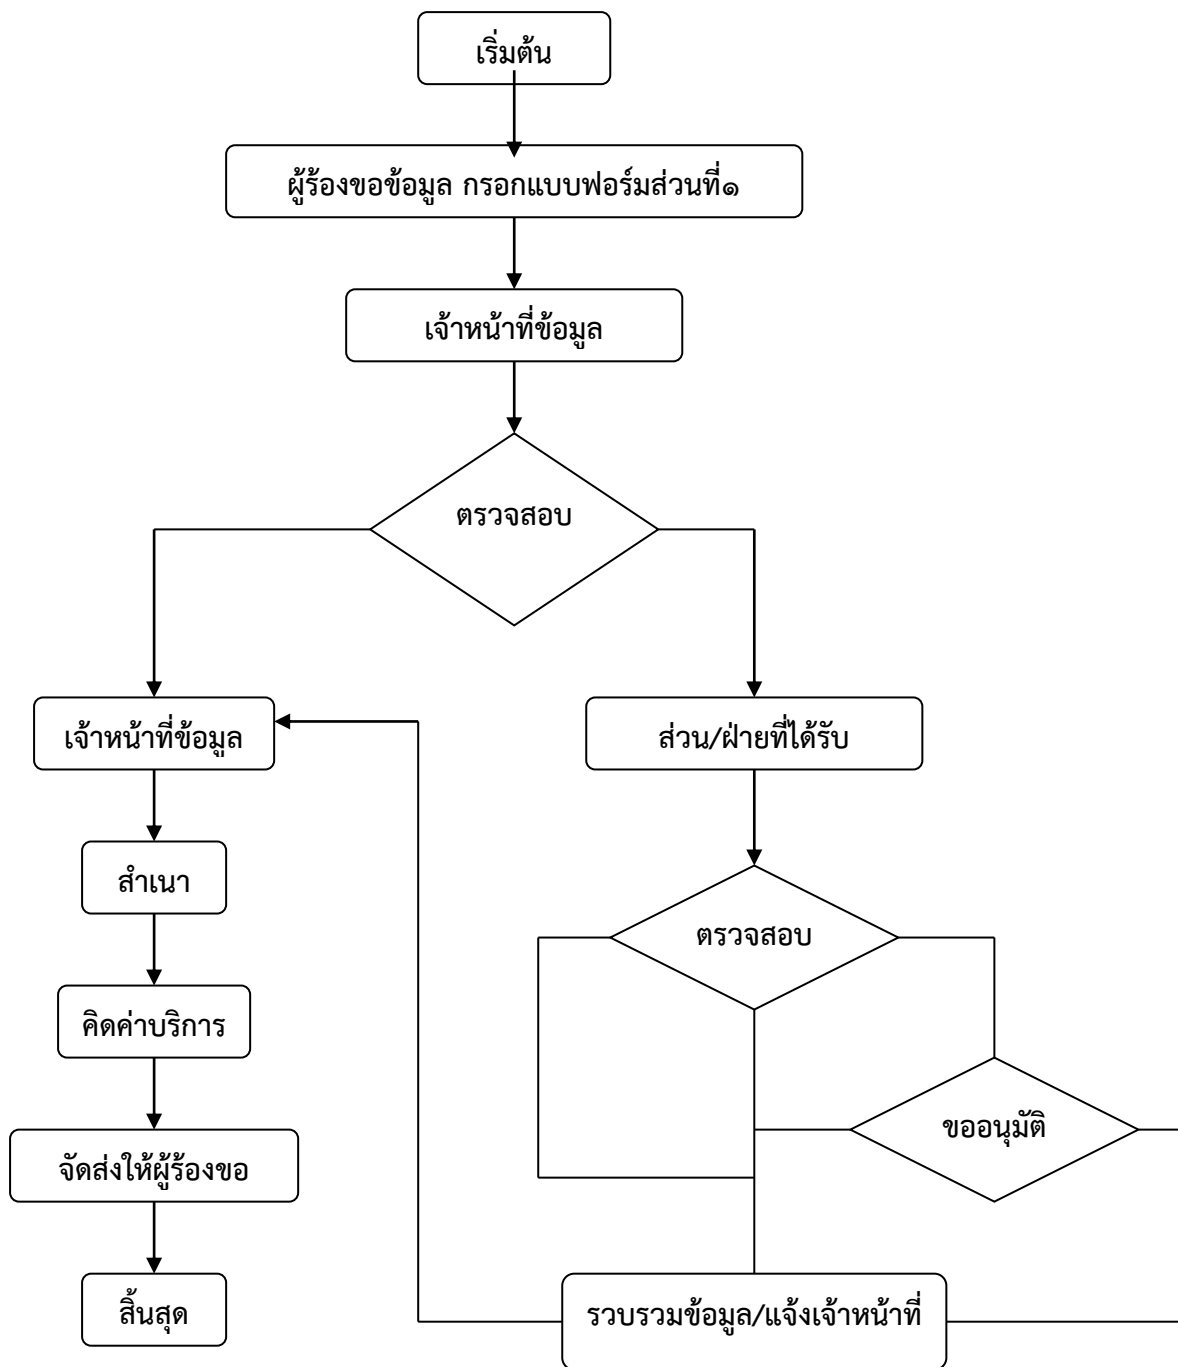 เริ่มต้น
ผู้ร้องขอข้อมูล กรอกแบบฟอร์มส่วนที่๑
เจ้าหน้าที่ข้อมูล
ตรวจสอบ
เจ้าหน้าที่ข้อมูล
ส่วน/ฝ่ายที่ได้รับ
สำเนา
ตรวจสอบ
คิดค่าบริการ
ขออนุมัติ
จัดส่งให้ผู้ร้องขอ
สิ้นสุด
รวบรวมข้อมูล/แจ้งเจ้าหน้าที่